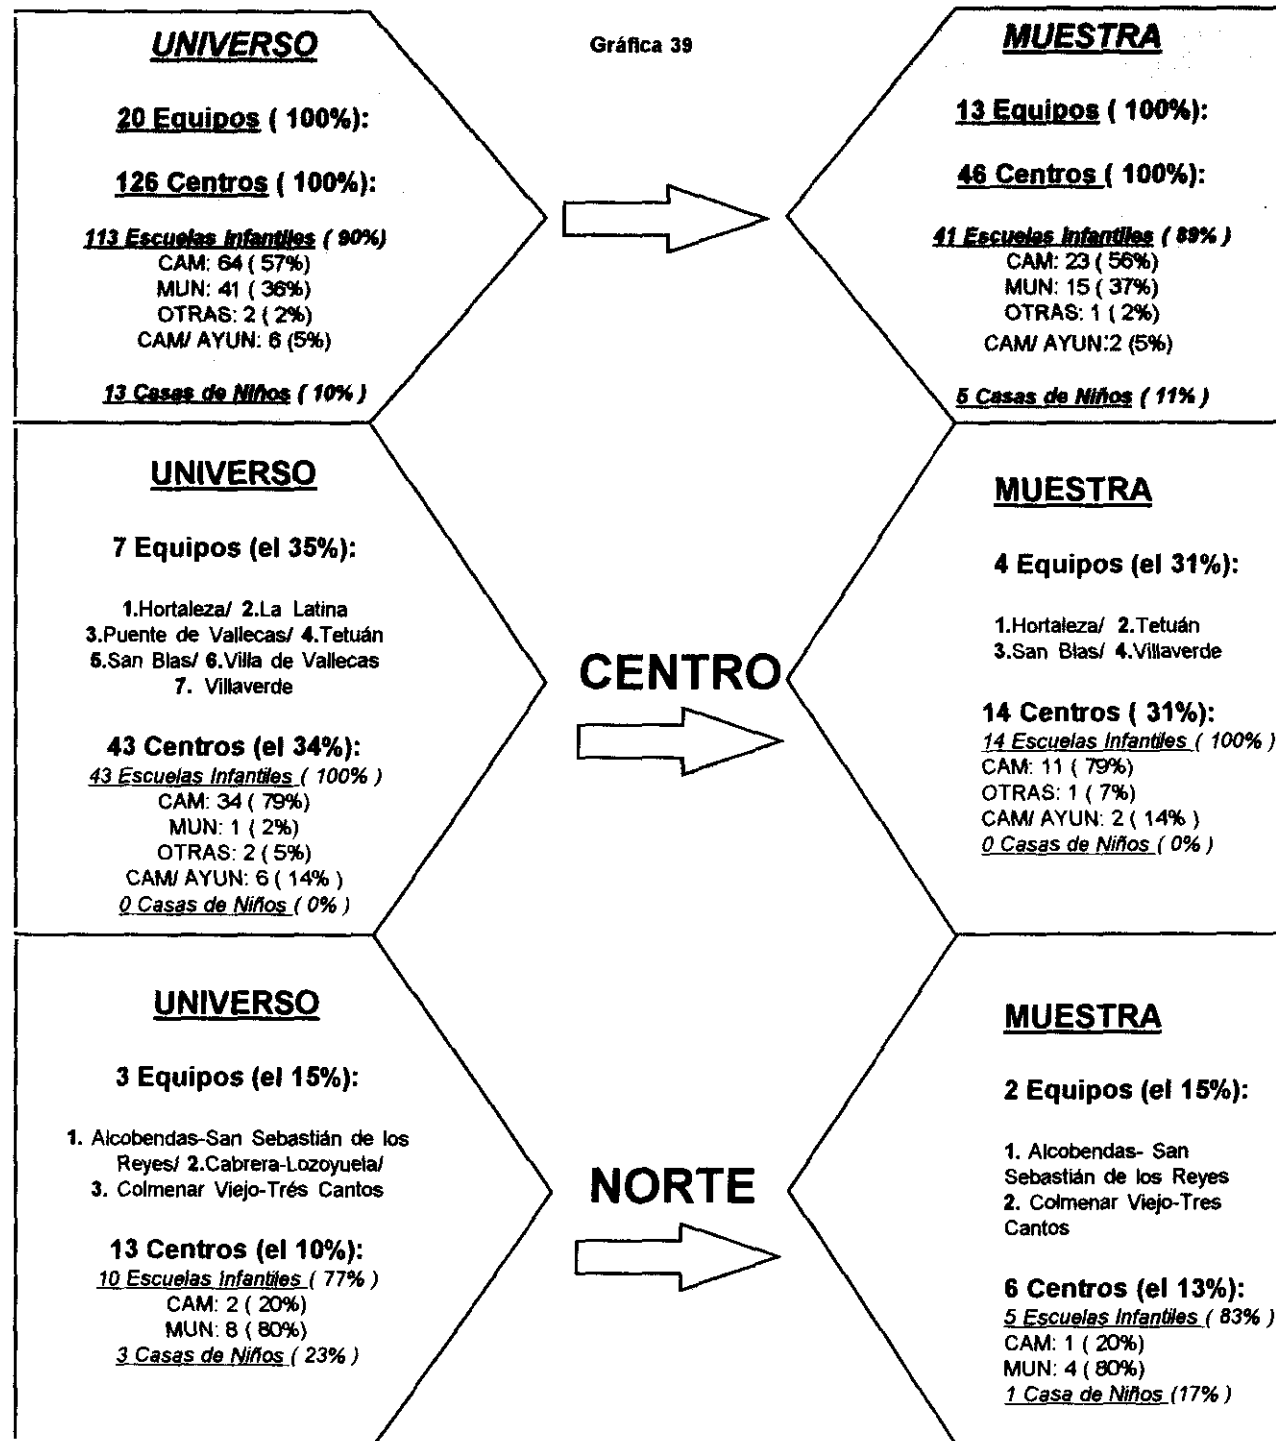 Gráfica 39
UNIVERSO
20 Equipos ( 100%):
126 Centros ( 100%):
113 Escuelas Infantiles ( 90%)
CAM: 64 ( 57%)
MUN: 41 ( 36%)
OTRAS: 2 ( 2%)
CAM/ AYUN: 6 (5%)
13 Casas de Niños ( 10% )
MUESTRA
13 Equipos ( 100%):
46 Centros ( 100%):
41 Escuelas Infantiles ( 89% )
CAM: 23 ( 56%)
MUN: 15 ( 37%)
OTRAS: 1 ( 2%)
CAM/ AYUN:2 (5%)
5 Casas de Niños ( 11% )
UNIVERSO
7 Equipos (el 35%):
1.Hortaleza/ 2.La Latina
3.Puente de Vallecas/ 4.Tetuán
5.San Blas/ 6.Villa de Vallecas
7. Villaverde
43 Centros (el 34%):
43 Escuelas Infantiles ( 100% )
CAM: 34 ( 79%)
MUN: 1 ( 2%)
OTRAS: 2 ( 5%)
CAM/ AYUN: 6 ( 14% )
0 Casas de Niños ( 0% )
CENTRO
MUESTRA
4 Equipos (el 31%):
1.Hortaleza/ 2.Tetuán
3.San Blas/ 4.Villaverde
14 Centros ( 31%):
14 Escuelas Infantiles ( 100% )
CAM: 11 ( 79%)
OTRAS: 1 ( 7%)
CAM/ AYUN: 2 ( 14% )
0 Casas de Niños ( 0% )
UNIVERSO
3 Equipos (el 15%):
1. Alcobendas-San Sebastián de los
Reyes/ 2.Cabrera-Lozoyuela/
3. Colmenar Viejo-Trés Cantos
13 Centros (el 10%):
10 Escuelas Infantiles ( 77% )
CAM: 2 ( 20%)
MUN: 8 ( 80%)
3 Casas de Niños ( 23% )
NORTE
MUESTRA
2 Equipos (el 15%):
1. Alcobendas- San
Sebastián de los Reyes
2. Colmenar Viejo-Tres
Cantos
6 Centros (el 13%):
5 Escuelas Infantiles ( 83% )
CAM: 1 ( 20%)
MUN: 4 ( 80%)
1 Casa de Niños (17% )